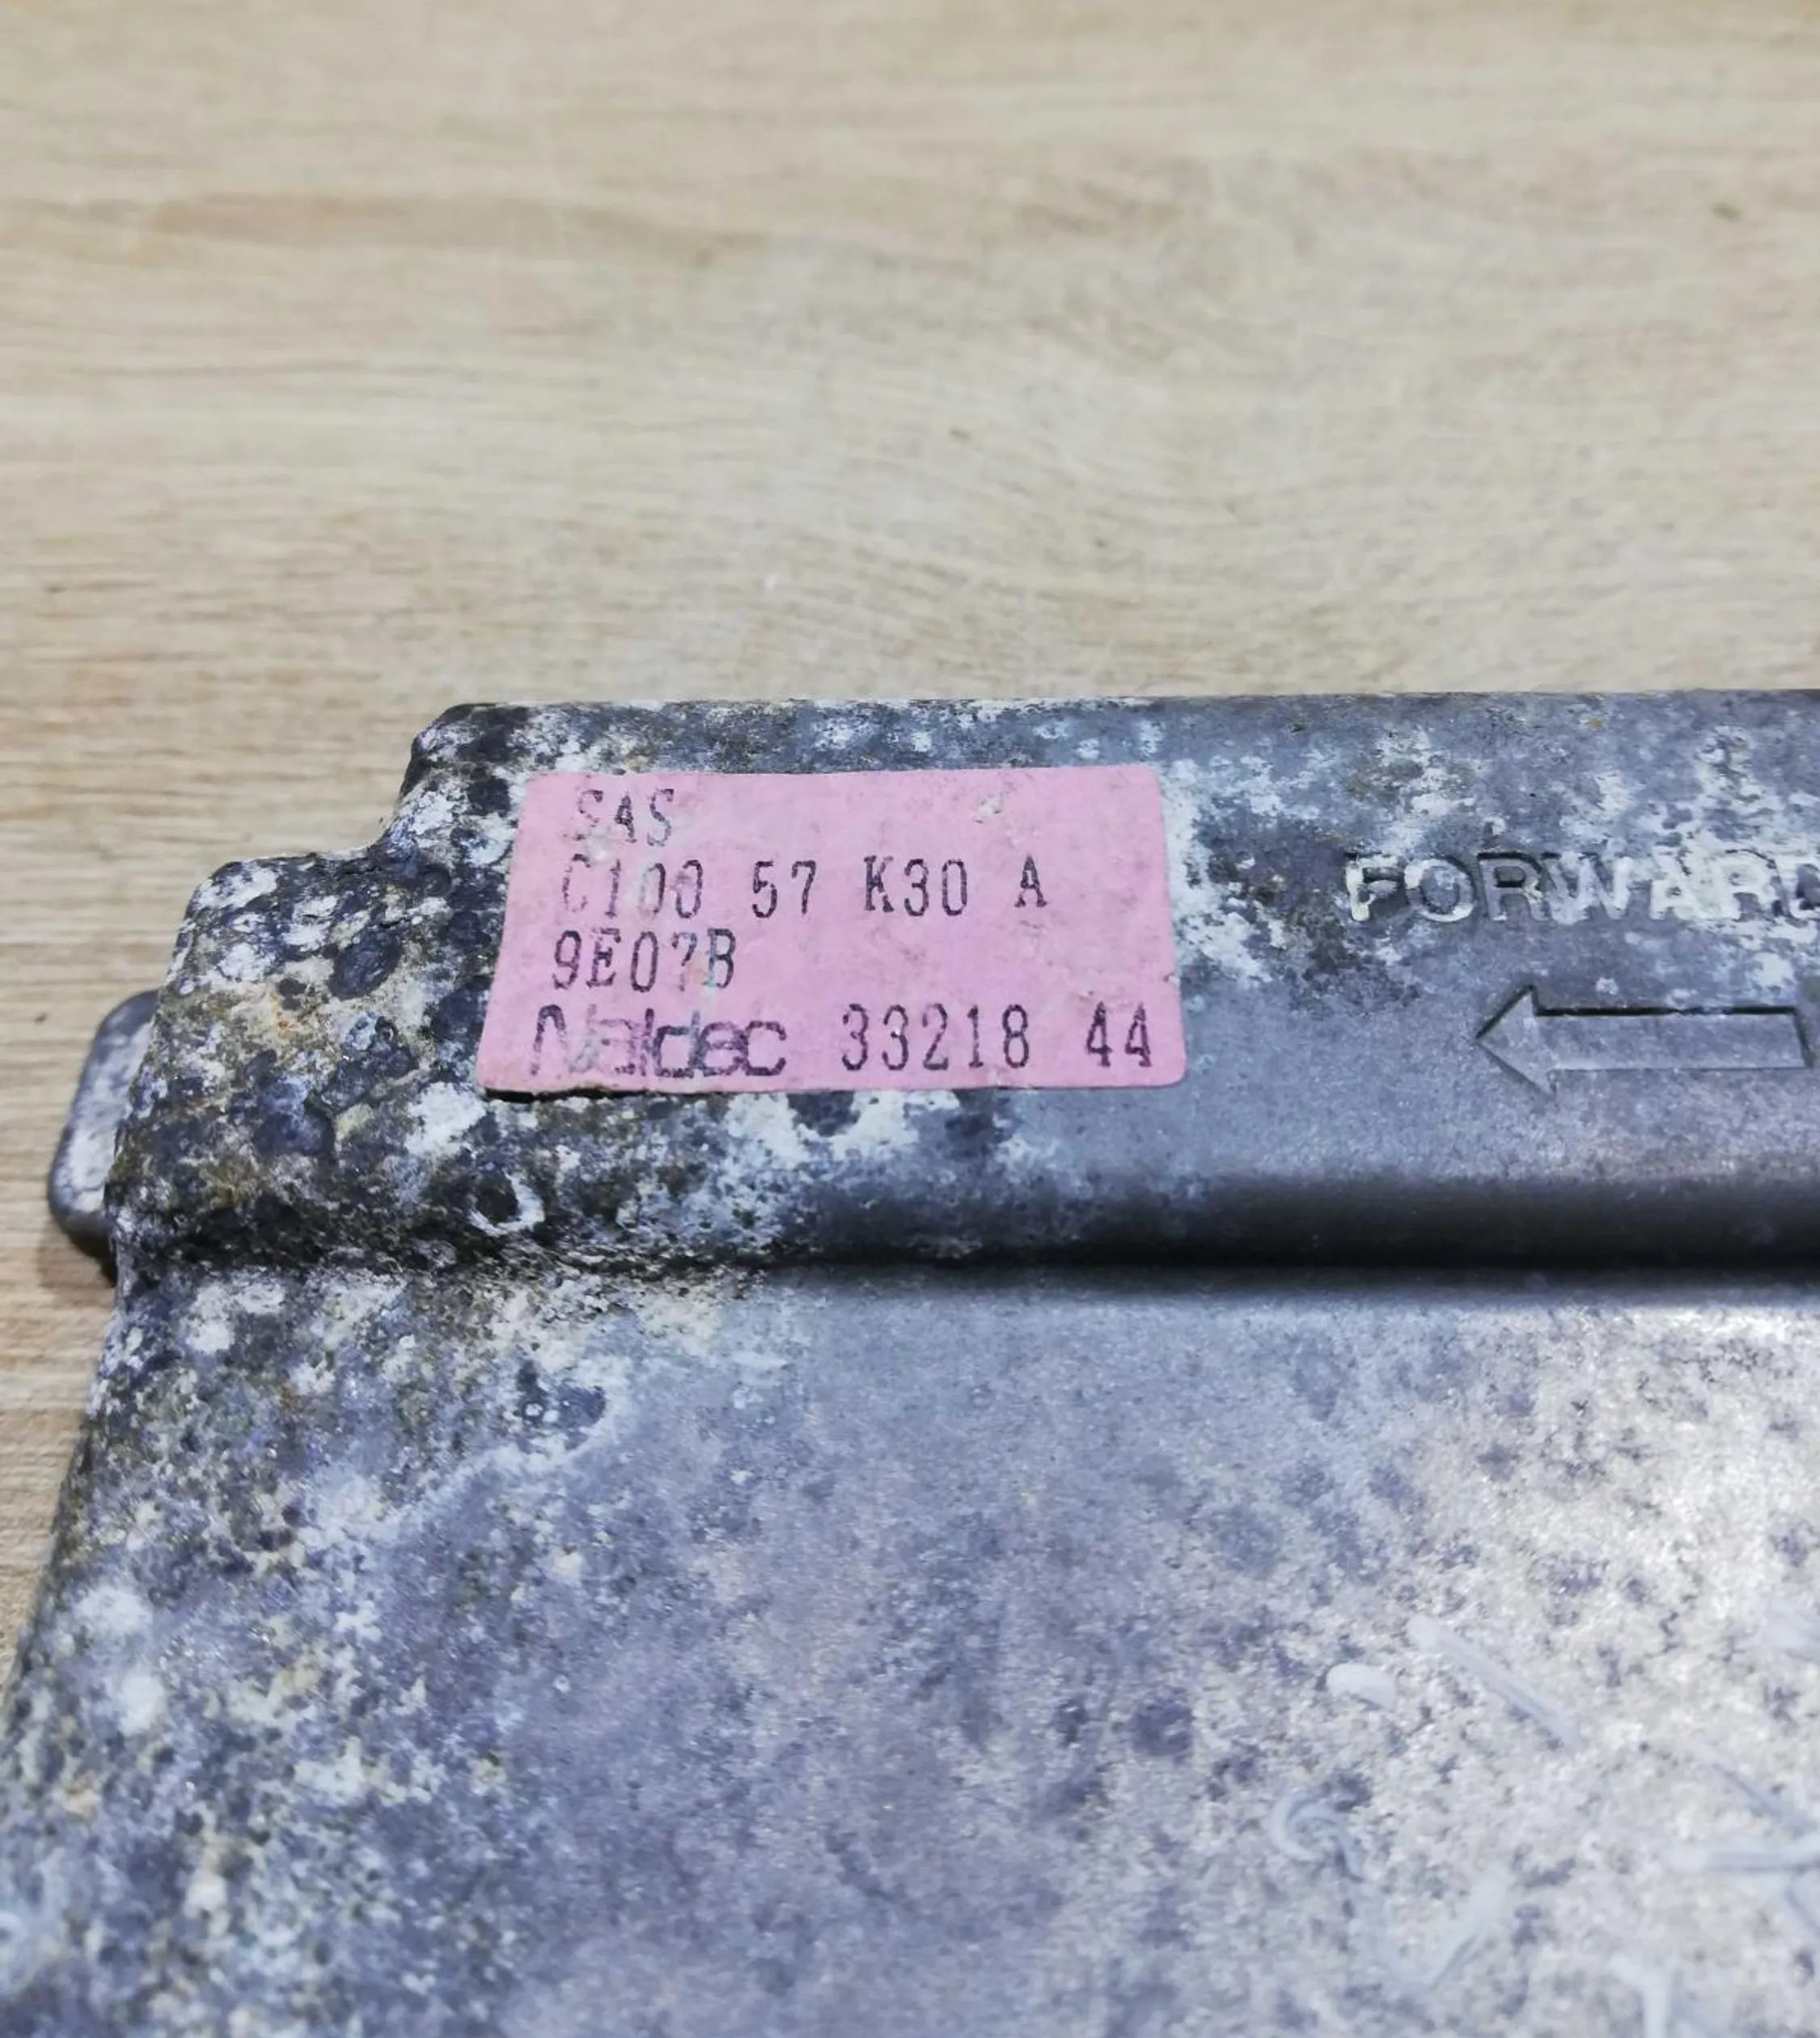 SAS
C100 57 K30 A
9E07B
Naldec 33218 44
FORWARD